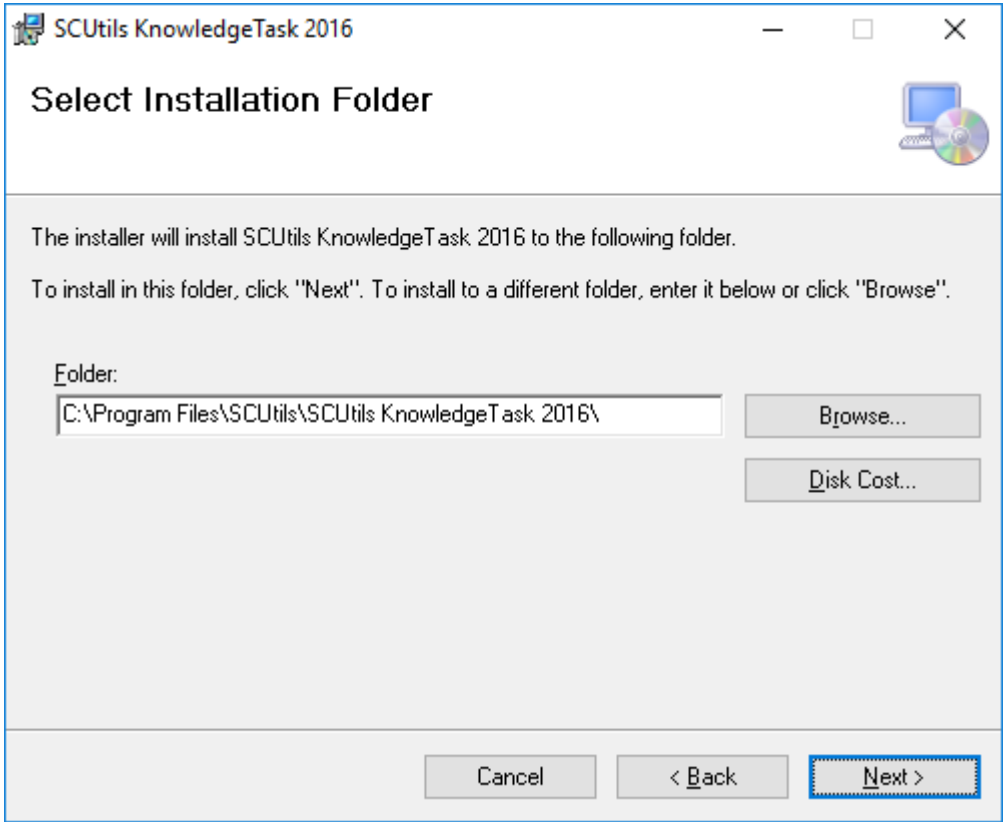 SCUtils KnowledgeTask 2016
Select Installation Folder
The installer will install SCUtils KnowledgeTask 2016 to the following folder.
To install in this folder, click "Next". To install to a different folder, enter it below or click "Browse".
Folder:
C:\Program Files\SCUtils\SCUtils KnowledgeTask 2016\
Browse...
Disk Cost...
Cancel
< Back
Next >